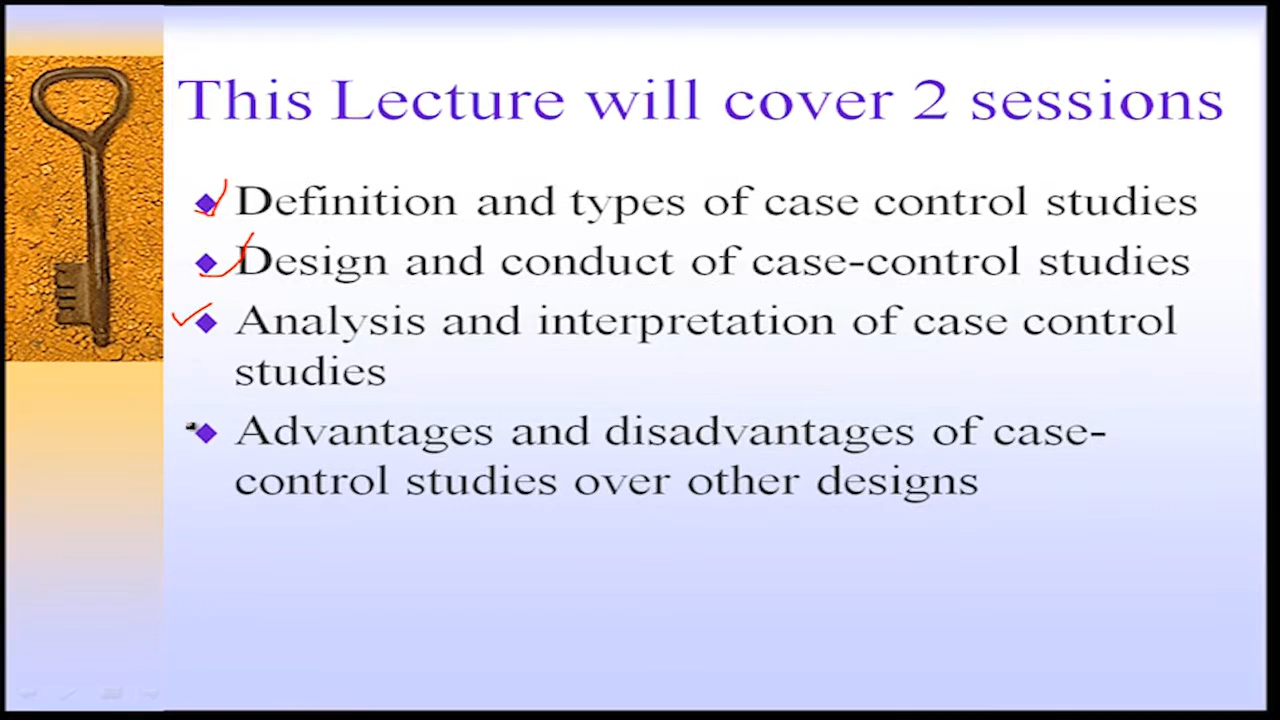 This Lecture will cover 2 sessions
Definition and types of case control studies
Design and conduct of case-control studies
Analysis and interpretation of case control
studies
Advantages and disadvantages of case-
control studies over other designs